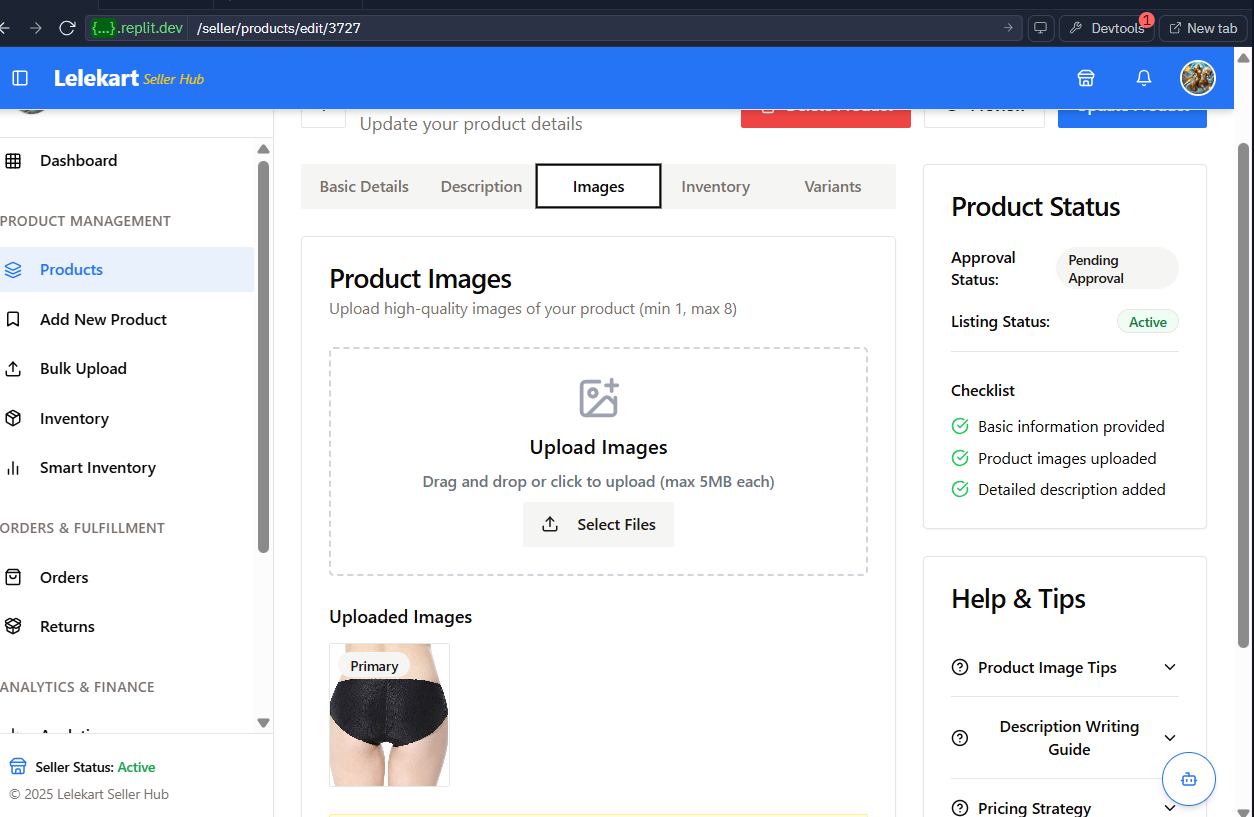 {...}.replit.dev /seller/products/edit/3727
1
Devtools
New tab
Lelekart Seller Hub
Update your product details
Dashboard
PRODUCT MANAGEMENT
Products
Add New Product
Bulk Upload
Inventory
Smart Inventory
ORDERS & FULFILLMENT
Orders
Returns
ANALYTICS & FINANCE
Seller Status: Active
© 2025 Lelekart Seller Hub
Basic Details
Description
Images
Inventory
Variants
Product Images
Upload high-quality images of your product (min 1, max 8)
Upload Images
Drag and drop or click to upload (max 5MB each)
Select Files
Uploaded Images
Primary
Product Status
Approval
Status:
Pending
Approval
Listing Status:
Active
Checklist
Basic information provided
Product images uploaded
Detailed description added
Help & Tips
Product Image Tips
Description Writing
Guide
Pricing Strategy